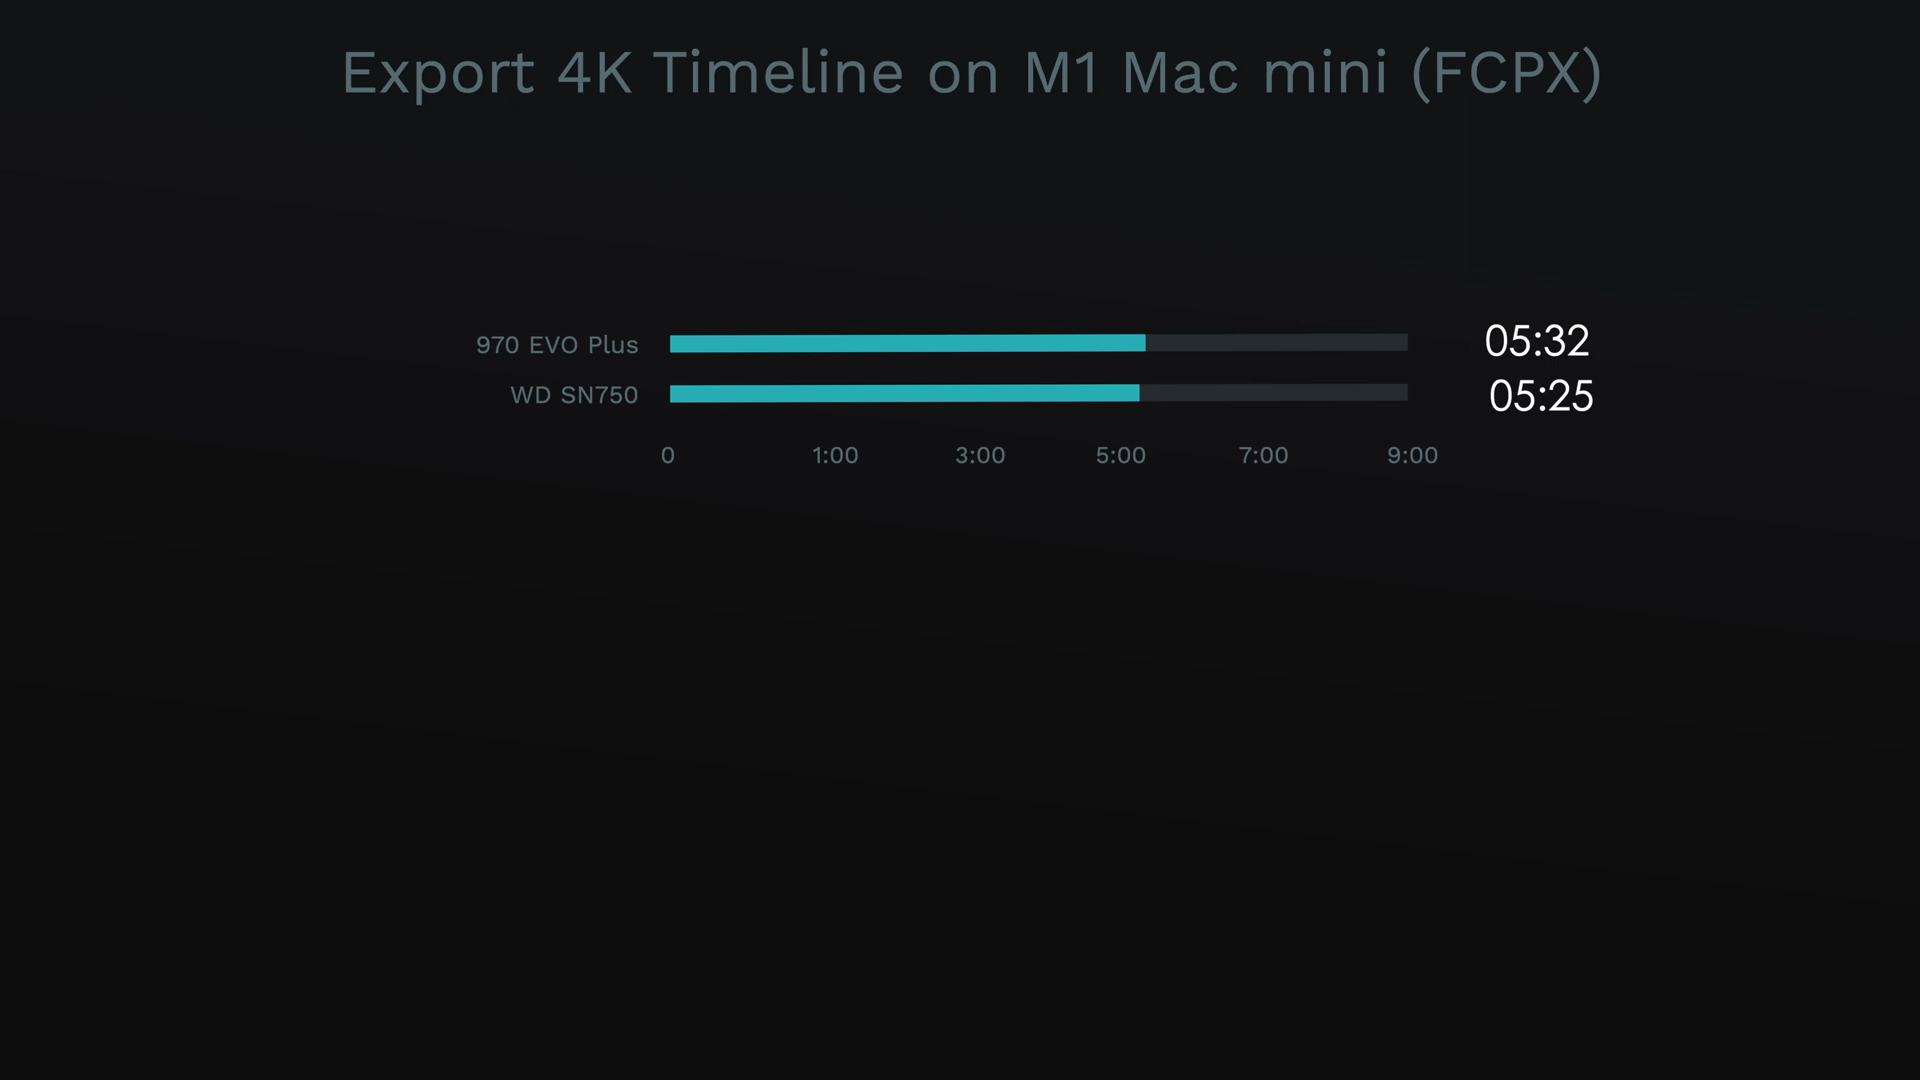 Export 4K Timeline on M1 Mac mini (FCPX)
970 EVO Plus 05:32
WD SN750 05:25
0 1:00 3:00 5:00 7:00 9:00